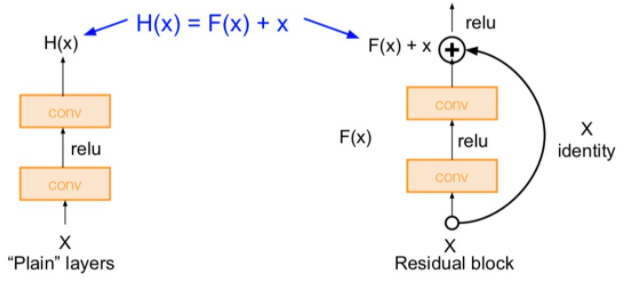 H(x) = F(x) + x
H(x)
conv
relu
conv
X
“Plain” layers
relu
F(x) + x
+
conv
F(x)
relu
conv
X
identity
X
Residual block